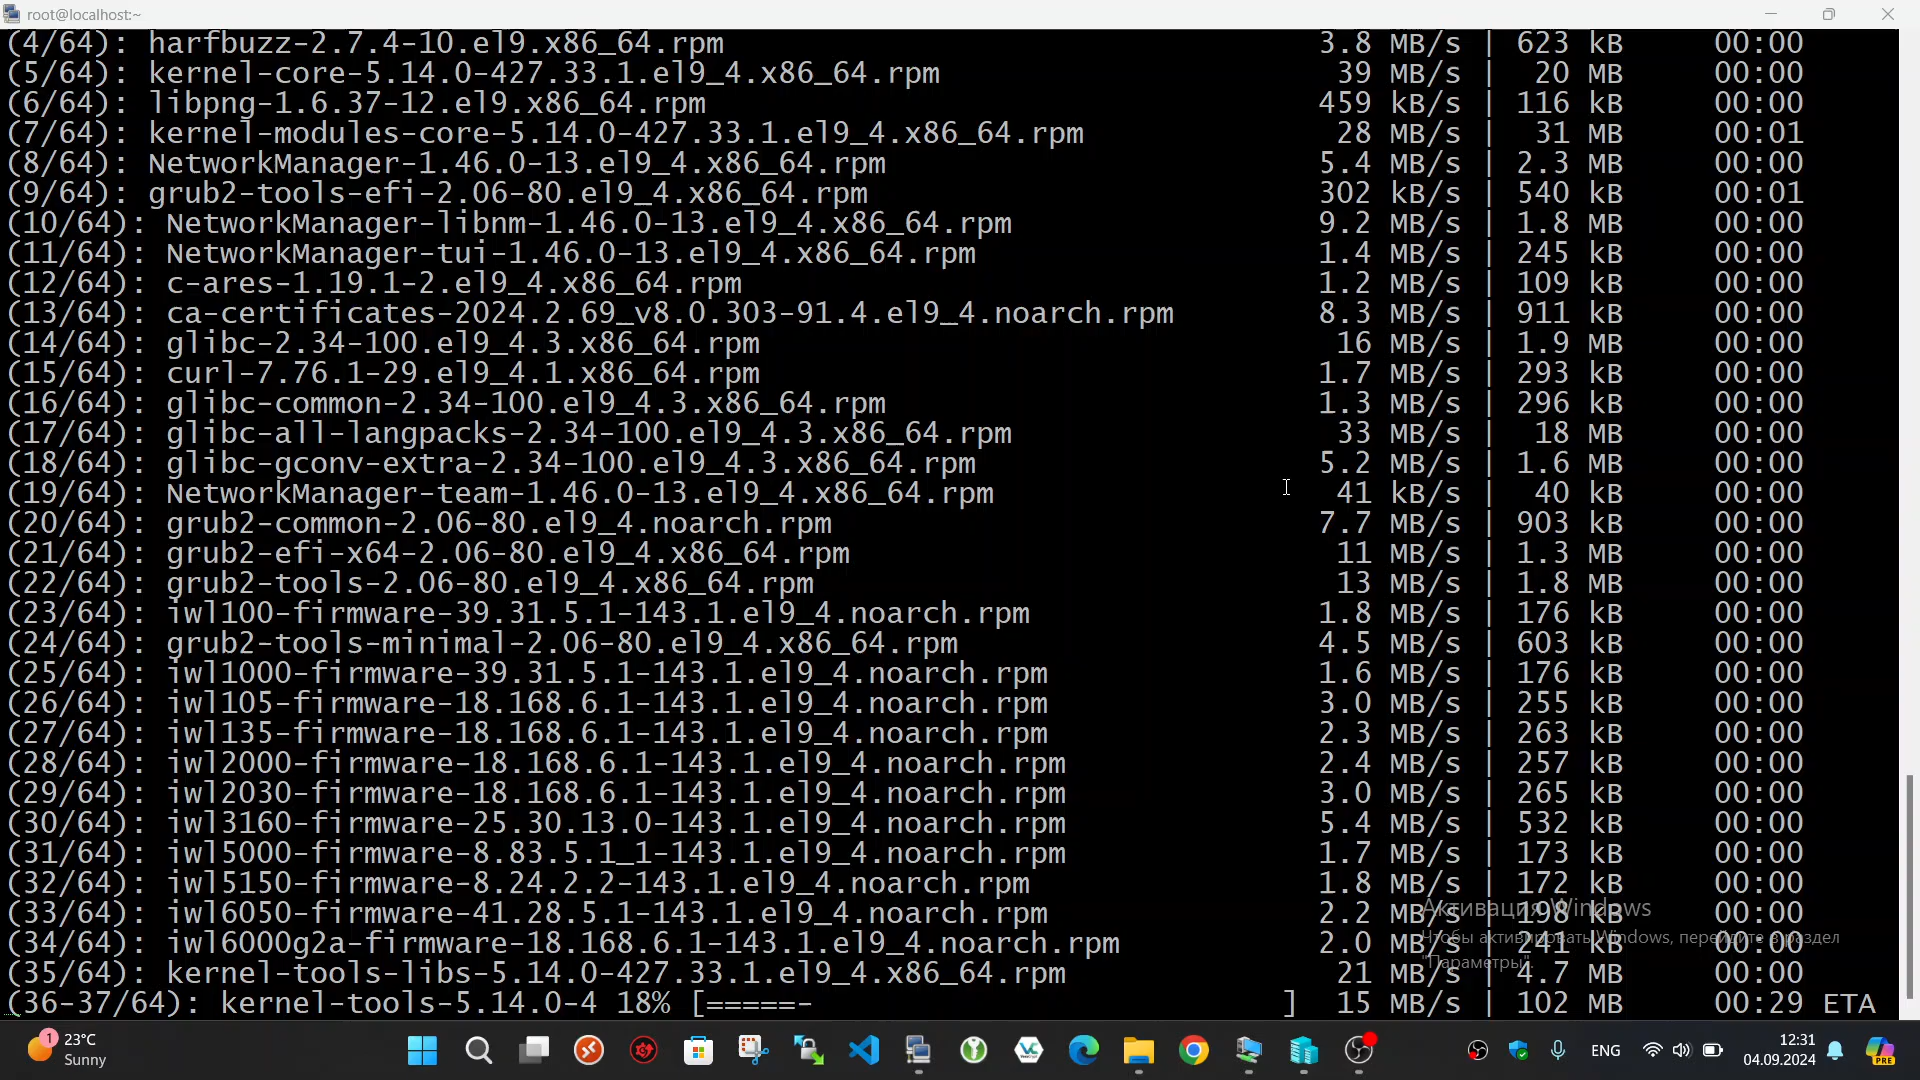 root@localhost:~
(4/64): harfbuzz-2.7.4-10.el9.x86_64.rpm 3.8 MB/s | 623 kB 00:00
(5/64): kernel-core-5.14.0-427.33.1.el9_4.x86_64.rpm 39 MB/s | 20 MB 00:00
(6/64): libpng-1.6.37-12.el9.x86_64.rpm 459 kB/s | 116 kB 00:00
(7/64): kernel-modules-core-5.14.0-427.33.1.el9_4.x86_64.rpm 28 MB/s | 31 MB 00:01
(8/64): NetworkManager-1.46.0-13.el9_4.x86_64.rpm 5.4 MB/s | 2.3 MB 00:00
(9/64): grub2-tools-efi-2.06-80.el9_4.x86_64.rpm 302 kB/s | 540 kB 00:01
(10/64): NetworkManager-libnm-1.46.0-13.el9_4.x86_64.rpm 9.2 MB/s | 1.8 MB 00:00
(11/64): NetworkManager-tui-1.46.0-13.el9_4.x86_64.rpm 1.4 MB/s | 245 kB 00:00
(12/64): c-ares-1.19.1-2.el9_4.x86_64.rpm 1.2 MB/s | 109 kB 00:00
(13/64): ca-certificates-2024.2.69_v8.0.303-91.4.el9_4.noarch.rpm 8.3 MB/s | 911 kB 00:00
(14/64): glibc-2.34-100.el9_4.3.x86_64.rpm 16 MB/s | 1.9 MB 00:00
(15/64): curl-7.76.1-29.el9_4.1.x86_64.rpm 1.7 MB/s | 293 kB 00:00
(16/64): glibc-common-2.34-100.el9_4.3.x86_64.rpm 1.3 MB/s | 296 kB 00:00
(17/64): glibc-all-langpacks-2.34-100.el9_4.3.x86_64.rpm 33 MB/s | 18 MB 00:00
(18/64): glibc-gconv-extra-2.34-100.el9_4.3.x86_64.rpm 5.2 MB/s | 1.6 MB 00:00
(19/64): NetworkManager-team-1.46.0-13.el9_4.x86_64.rpm 41 kB/s | 40 kB 00:00
(20/64): grub2-common-2.06-80.el9_4.noarch.rpm 7.7 MB/s | 903 kB 00:00
(21/64): grub2-efi-x64-2.06-80.el9_4.x86_64.rpm 11 MB/s | 1.3 MB 00:00
(22/64): grub2-tools-2.06-80.el9_4.x86_64.rpm 13 MB/s | 1.8 MB 00:00
(23/64): iwl100-firmware-39.31.5.1-143.1.el9_4.noarch.rpm 1.8 MB/s | 176 kB 00:00
(24/64): grub2-tools-minimal-2.06-80.el9_4.x86_64.rpm 4.5 MB/s | 603 kB 00:00
(25/64): iwl1000-firmware-39.31.5.1-143.1.el9_4.noarch.rpm 1.6 MB/s | 176 kB 00:00
(26/64): iwl105-firmware-18.168.6.1-143.1.el9_4.noarch.rpm 3.0 MB/s | 255 kB 00:00
(27/64): iwl135-firmware-18.168.6.1-143.1.el9_4.noarch.rpm 2.3 MB/s | 263 kB 00:00
(28/64): iwl2000-firmware-18.168.6.1-143.1.el9_4.noarch.rpm 2.4 MB/s | 257 kB 00:00
(29/64): iwl2030-firmware-18.168.6.1-143.1.el9_4.noarch.rpm 3.0 MB/s | 265 kB 00:00
(30/64): iwl3160-firmware-25.30.13.0-143.1.el9_4.noarch.rpm 5.4 MB/s | 532 kB 00:00
(31/64): iwl5000-firmware-8.83.5.1_1-143.1.el9_4.noarch.rpm 1.7 MB/s | 173 kB 00:00
(32/64): iwl5150-firmware-8.24.2.2-143.1.el9_4.noarch.rpm 1.8 MB/s | 172 kB 00:00
(33/64): iwl6050-firmware-41.28.5.1-143.1.el9_4.noarch.rpm 2.2 MB/s | 198 kB 00:00
(34/64): iwl6000g2a-firmware-18.168.6.1-143.1.el9_4.noarch.rpm 2.0 MB/s | 241 kB 00:00
(35/64): kernel-tools-libs-5.14.0-427.33.1.el9_4.x86_64.rpm 21 MB/s | 4.7 MB 00:00
(36-37/64): kernel-tools-5.14.0-4 18% [=====- ] 15 MB/s | 102 MB 00:29 ETA
Активация Windows
Чтобы активировать Windows, перейдите в раздел
"Параметры".
1
23°C
Sunny
ENG
12:31
04.09.2024
PRE